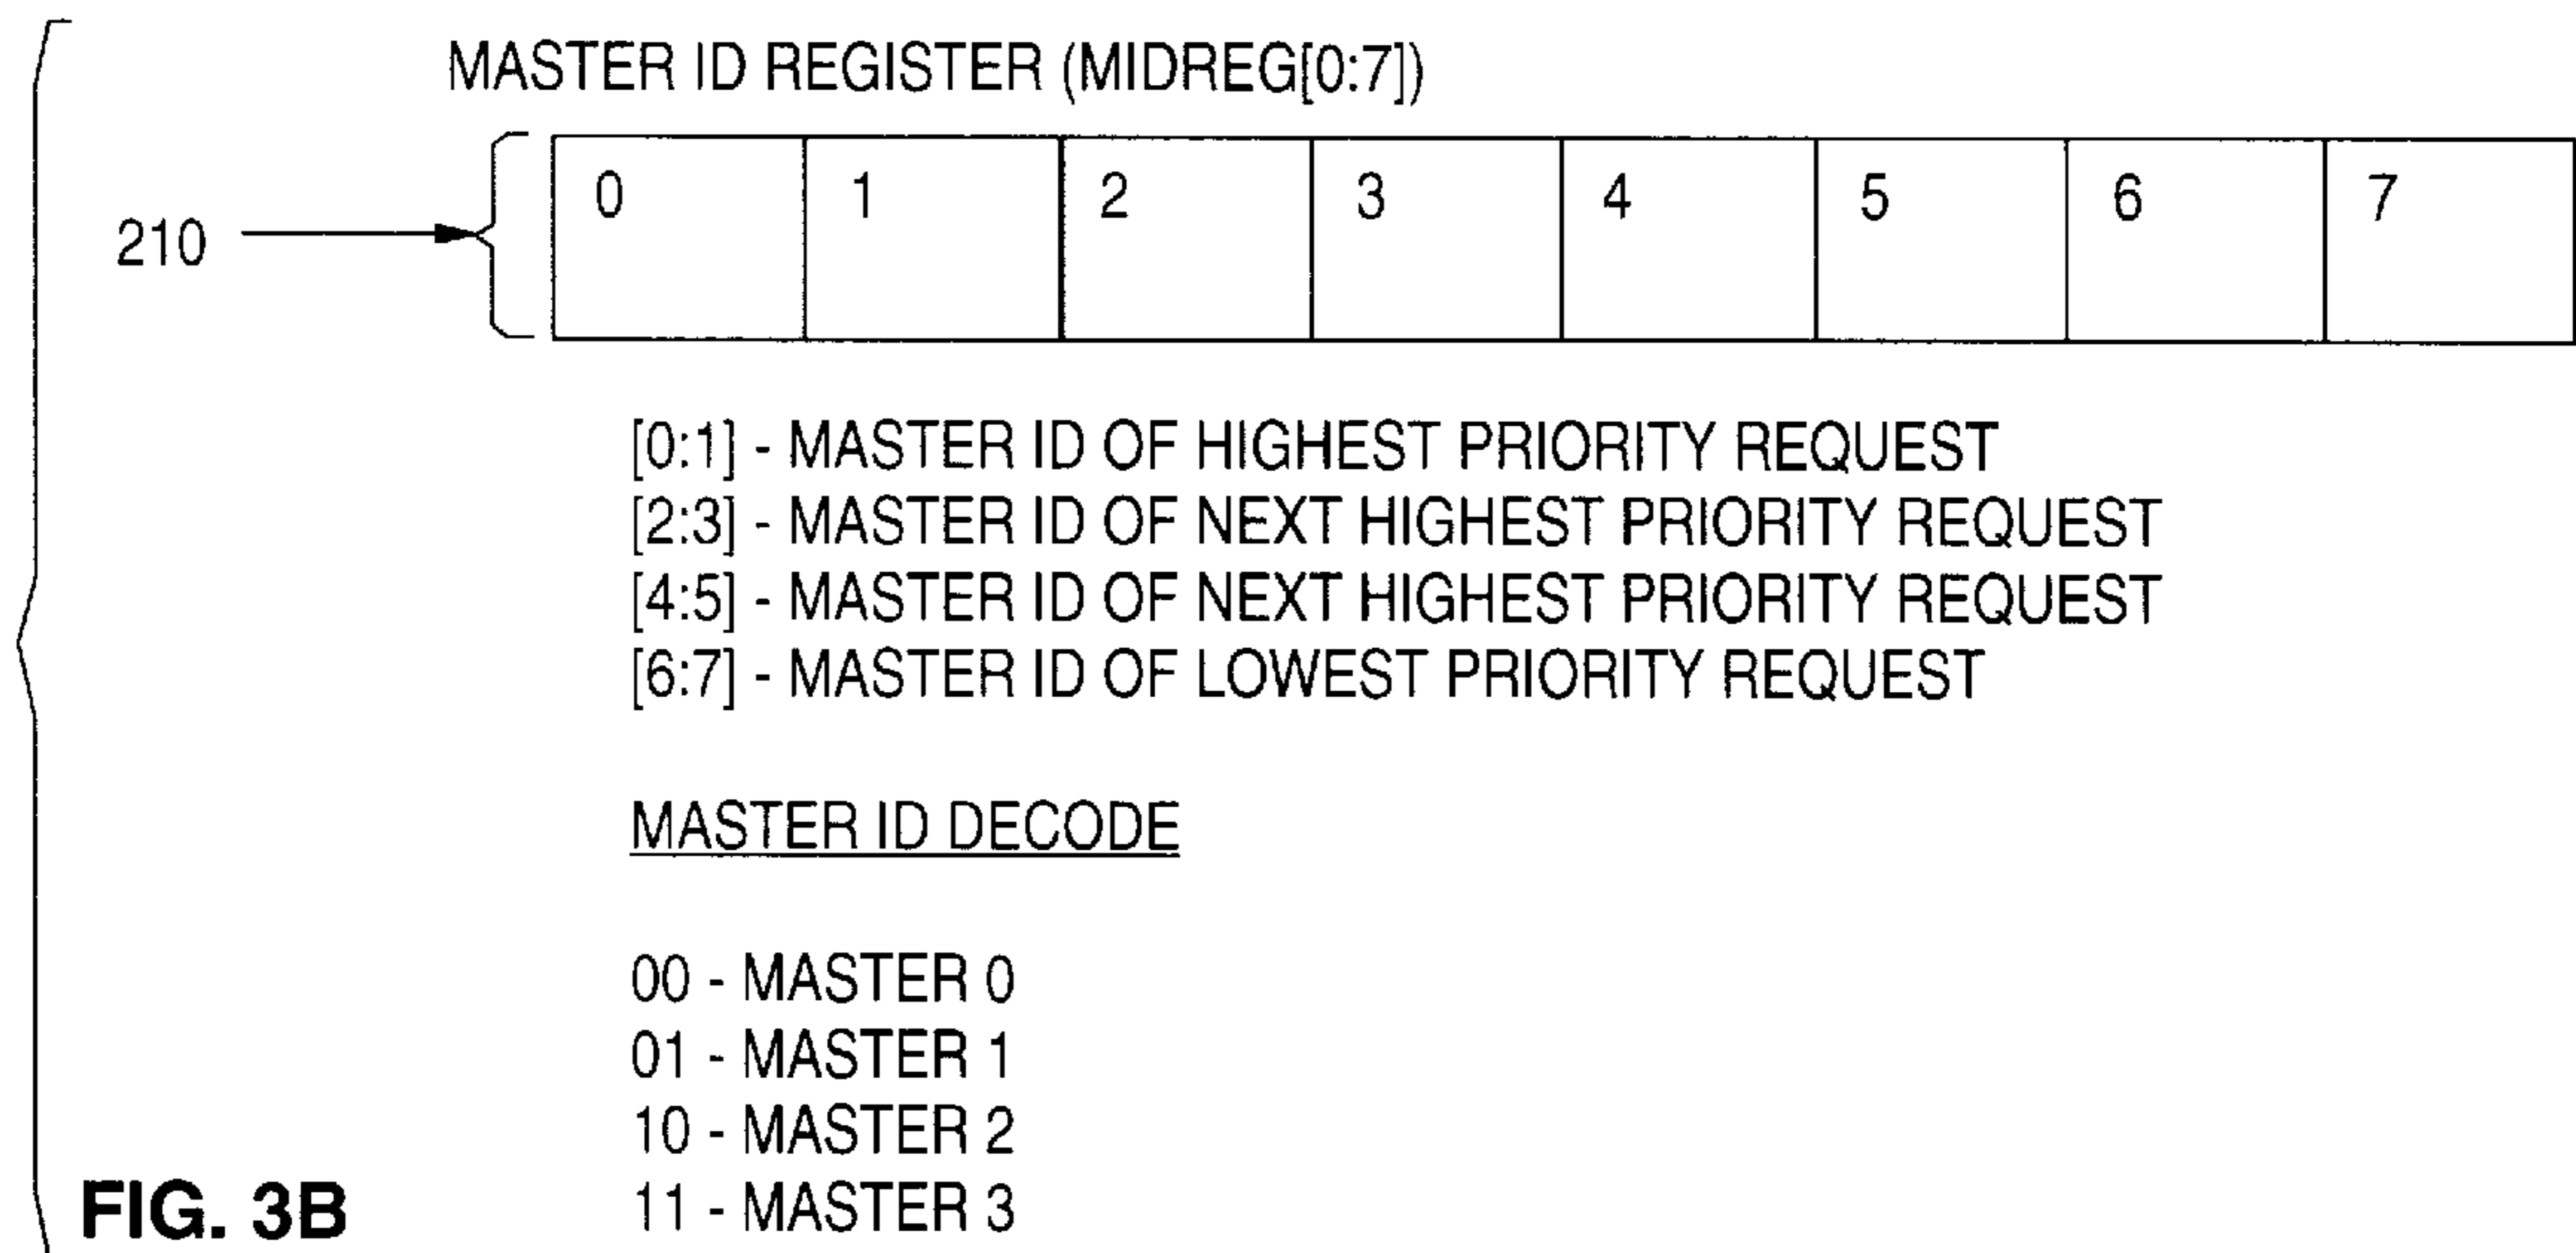 MASTER ID REGISTER (MIDREG[0:7])
0 1 2 3 4 5 6 7
210
[0:1] - MASTER ID OF HIGHEST PRIORITY REQUEST
[2:3] - MASTER ID OF NEXT HIGHEST PRIORITY REQUEST
[4:5] - MASTER ID OF NEXT HIGHEST PRIORITY REQUEST
[6:7] - MASTER ID OF LOWEST PRIORITY REQUEST
MASTER ID DECODE
00 - MASTER 0
01 - MASTER 1
10 - MASTER 2
11 - MASTER 3
FIG. 3B